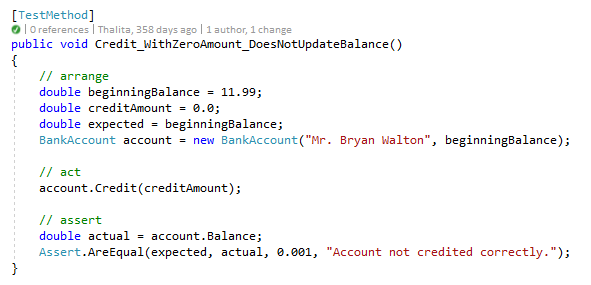 [TestMethod]
| 0 references | Thalita, 358 days ago | 1 author, 1 change
public void Credit_WithZeroAmount_DoesNotUpdateBalance()
{
// arrange
double beginningBalance = 11.99;
double creditAmount = 0.0;
double expected = beginningBalance;
BankAccount account = new BankAccount("Mr. Bryan Walton", beginningBalance);
// act
account.Credit(creditAmount);
// assert
double actual = account.Balance;
Assert.AreEqual(expected, actual, 0.001, "Account not credited correctly.");
}